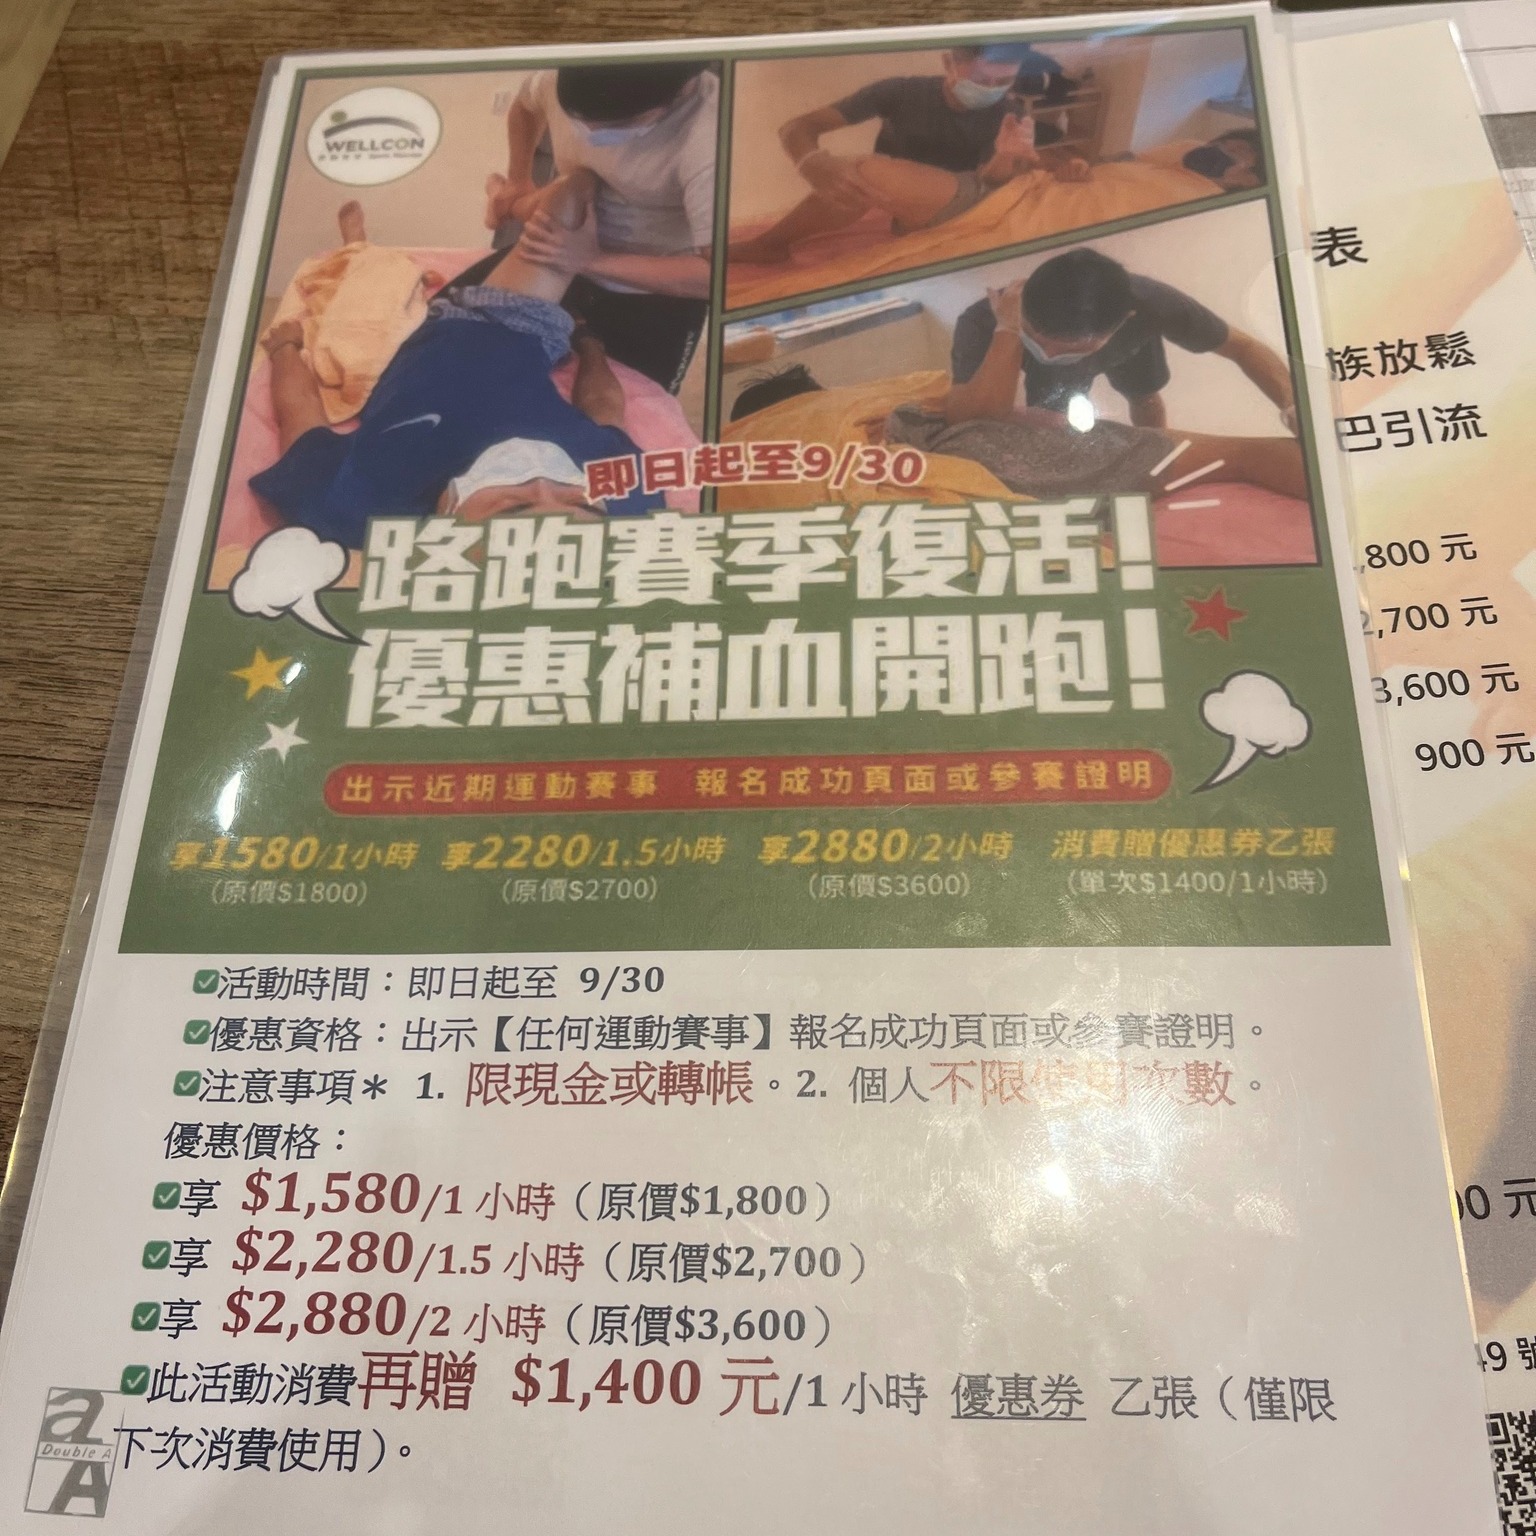 WELLCON
即日起至9/30
路跑賽季復活!
優惠補血開跑!
出示近期運動賽事 報名成功頁面或參賽證明
享1580/1小時 享2280/1.5小時 享2880/2小時 消費贈優惠券乙張
(原價$1800) (原價$2700) (原價$3600) (單次$1400/1小時)
✅活動時間：即日起至 9/30
✅優惠資格：出示【任何運動賽事】報名成功頁面或參賽證明。
✅注意事項＊ 1. 限現金或轉帳。2. 個人不限使用次數。
優惠價格：
✅享 $1,580/1 小時（原價$1,800）
✅享 $2,280/1.5 小時（原價$2,700）
✅享 $2,880/2 小時（原價$3,600）
✅此活動消費再贈 $1,400 元/1 小時 優惠券 乙張（僅限
下次消費使用）。
Double A
表
族放鬆
巴引流
,800 元
2,700 元
3,600 元
900 元
00 元
49 號